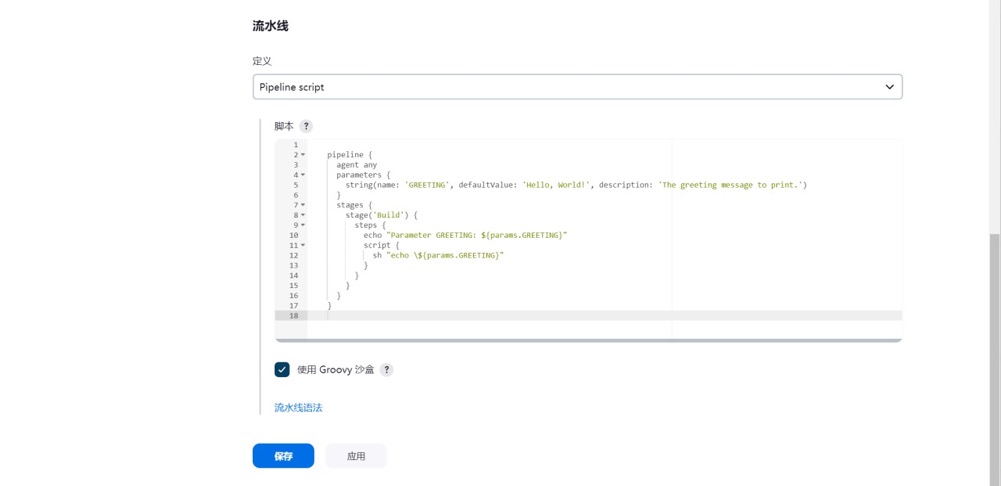 流水线
定义
Pipeline script
脚本 ?
1
2 pipeline {
3 agent any
4 parameters {
5 string(name: 'GREETING', defaultValue: 'Hello, World!', description: 'The greeting message to print.')
6 }
7 stages {
8 stage('Build') {
9 steps {
10 echo "Parameter GREETING: ${params.GREETING}"
11 script {
12 sh "echo \${params.GREETING}"
13 }
14 }
15 }
16 }
17 }
18
使用 Groovy 沙盒 ?
流水线语法
保存 应用